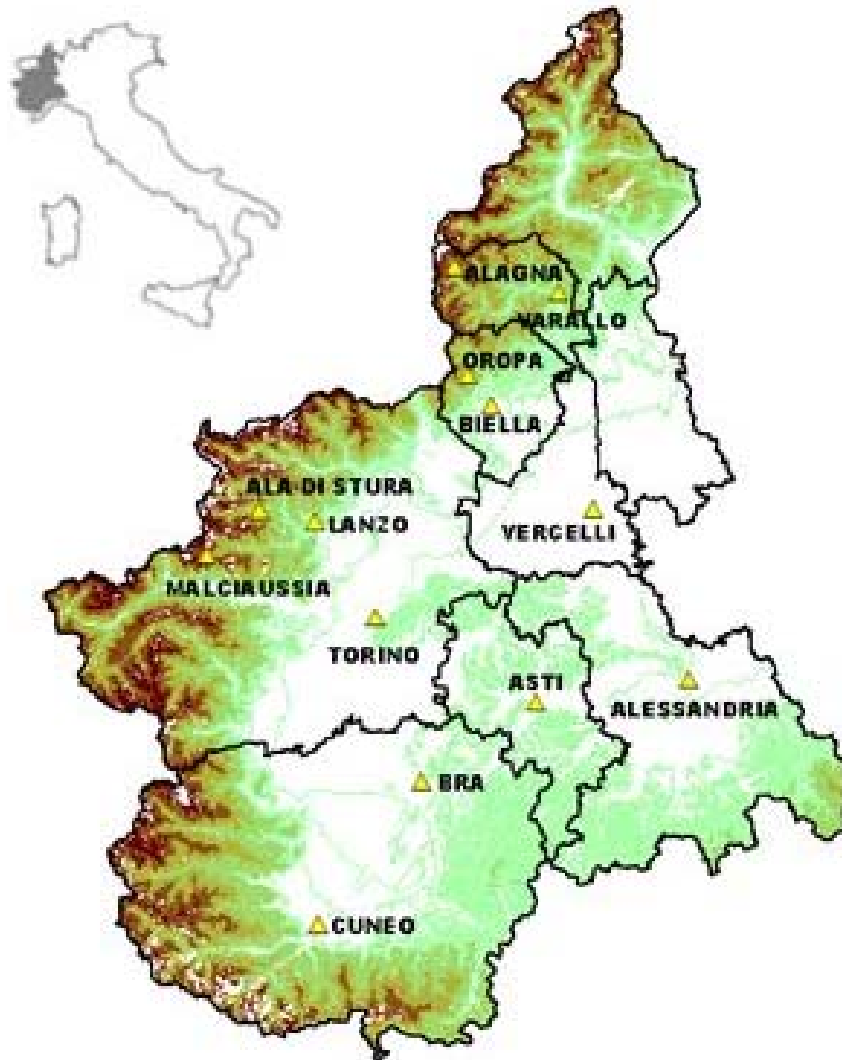 ALAGNA
VARALLO
OROPA
BIELLA
ALA DI STURA
LANZO
VERCELLI
MALCIAUSSIA
TORINO
ASTI
ALESSANDRIA
BRA
CUNEO